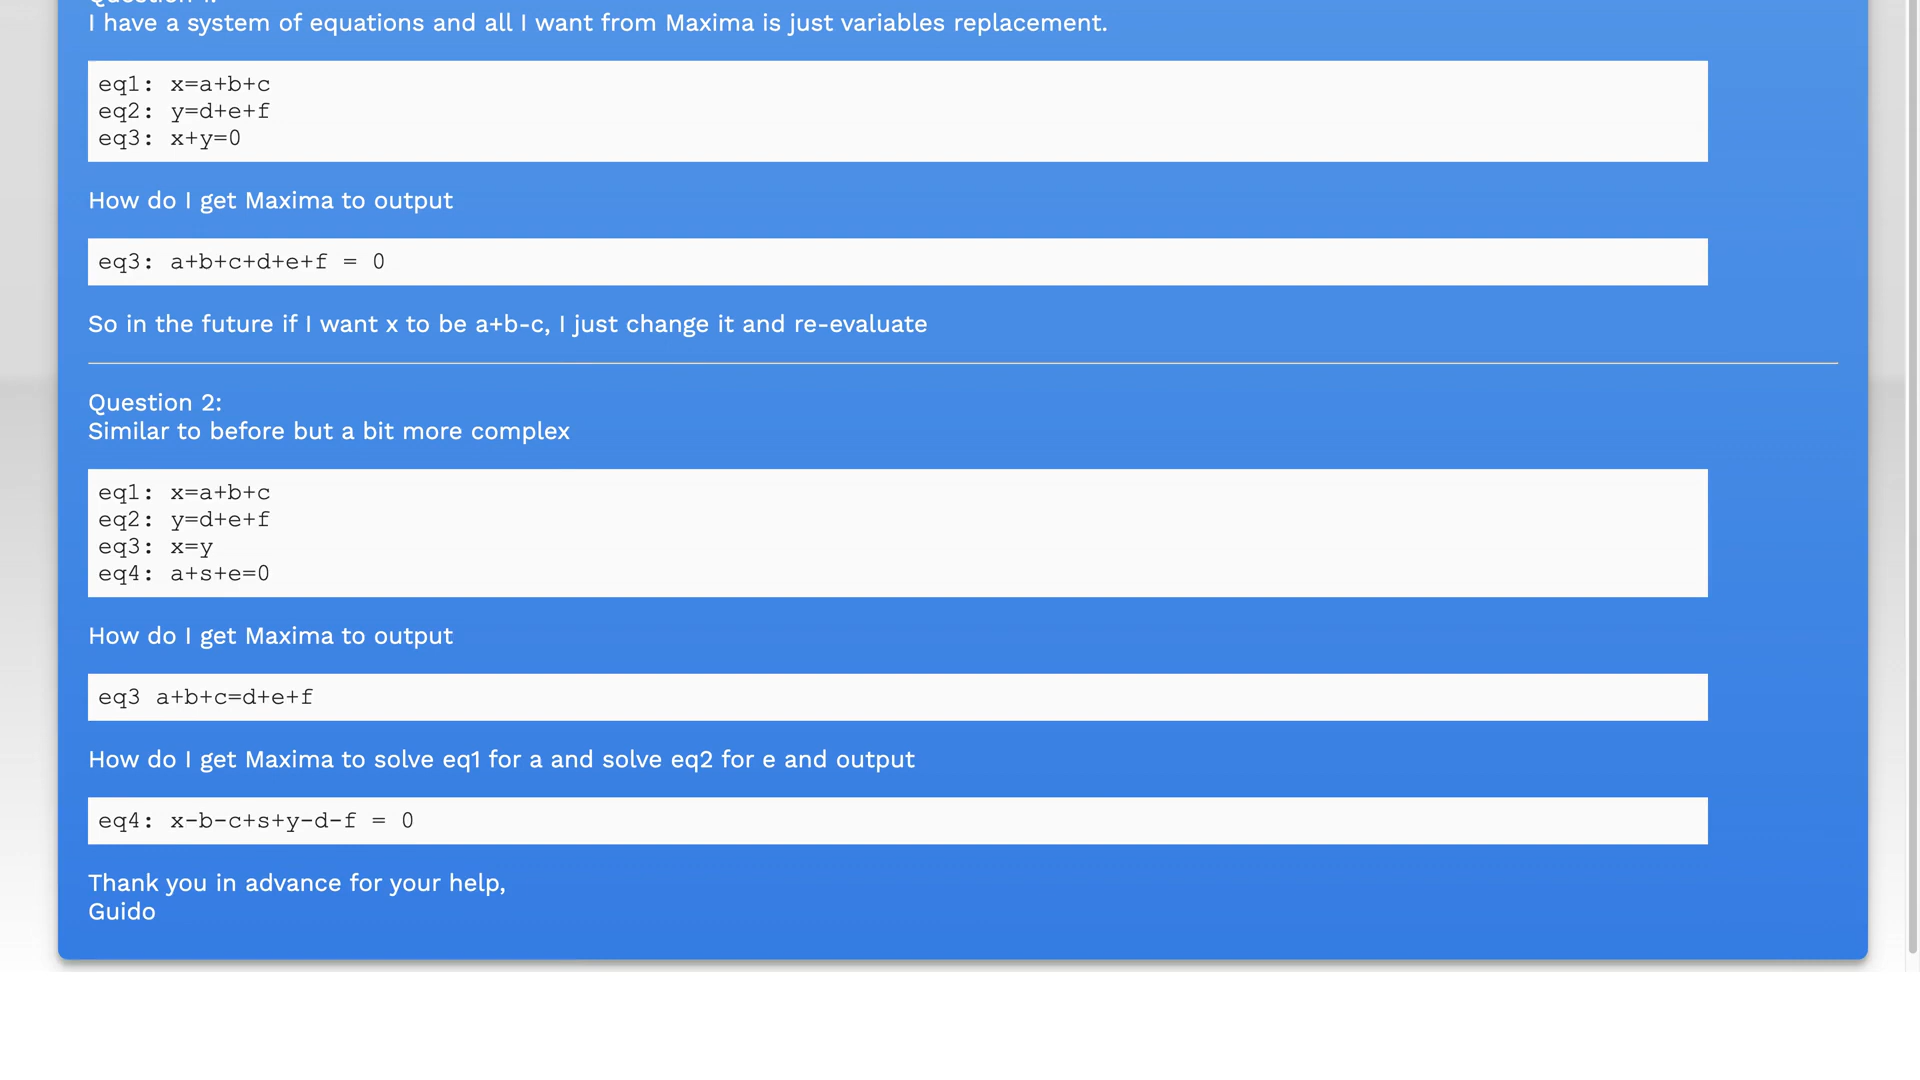 I have a system of equations and all I want from Maxima is just variables replacement.
eq1: x=a+b+c
eq2: y=d+e+f
eq3: x+y=0
How do I get Maxima to output
eq3: a+b+c+d+e+f = 0
So in the future if I want x to be a+b-c, I just change it and re-evaluate
Question 2:
Similar to before but a bit more complex
eq1: x=a+b+c
eq2: y=d+e+f
eq3: x=y
eq4: a+s+e=0
How do I get Maxima to output
eq3 a+b+c=d+e+f
How do I get Maxima to solve eq1 for a and solve eq2 for e and output
eq4: x-b-c+s+y-d-f = 0
Thank you in advance for your help,
Guido